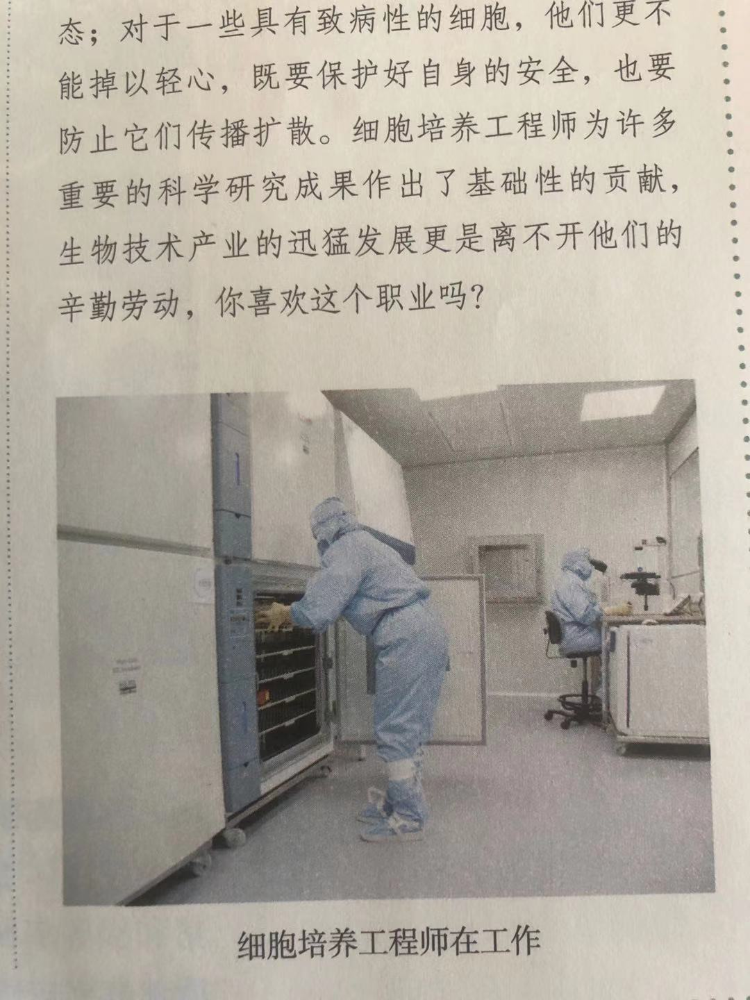 态；对于一些具有致病性的细胞，他们更不
能掉以轻心，既要保护好自身的安全，也要
防止它们传播扩散。细胞培养工程师为许多
重要的科学研究成果作出了基础性的贡献，
生物技术产业的迅猛发展更是离不开他们的
辛勤劳动，你喜欢这个职业吗？
细胞培养工程师在工作